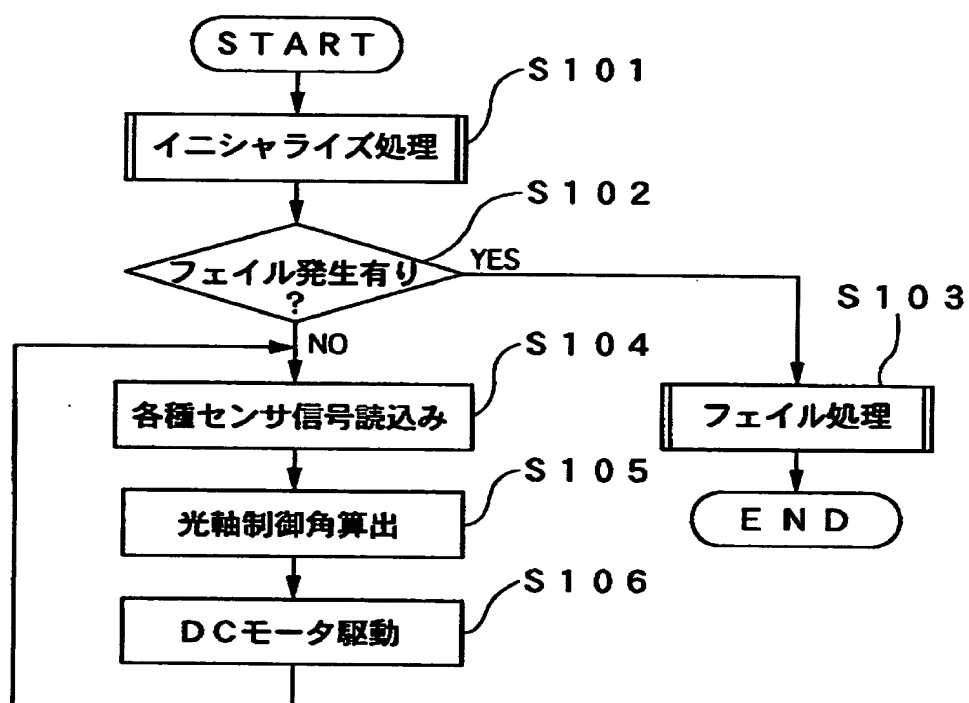 START
S101
イニシャライズ処理
S102
フェイル発生有り
?
YES
S103
NO
S104
各種センサ信号読込み
フェイル処理
S105
光軸制御角算出
END
S106
DCモータ駆動